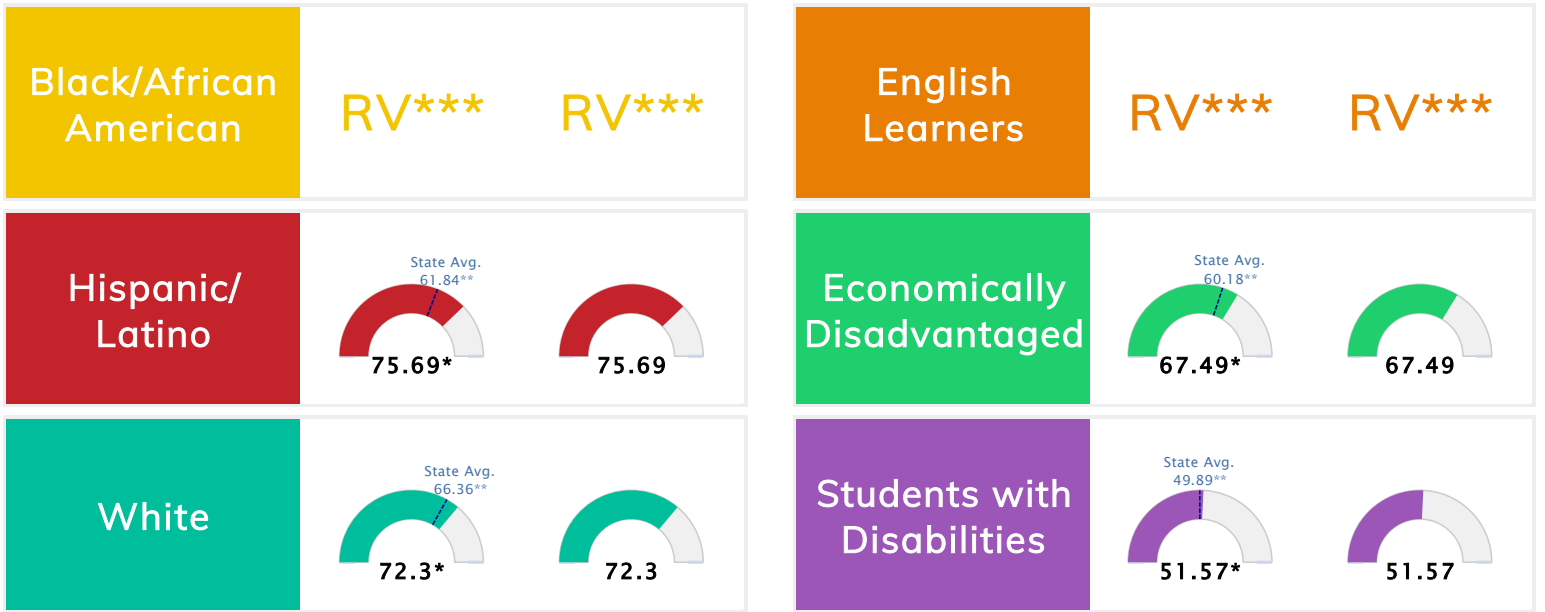 Black/African
American
RV*** RV***
English
Learners
RV*** RV***
Hispanic/
Latino
State Avg.
61.84**
75.69* 75.69
Economically
Disadvantaged
State Avg.
60.18**
67.49* 67.49
White
State Avg.
66.36**
72.3* 72.3
Students with
Disabilities
State Avg.
49.89**
51.57* 51.57